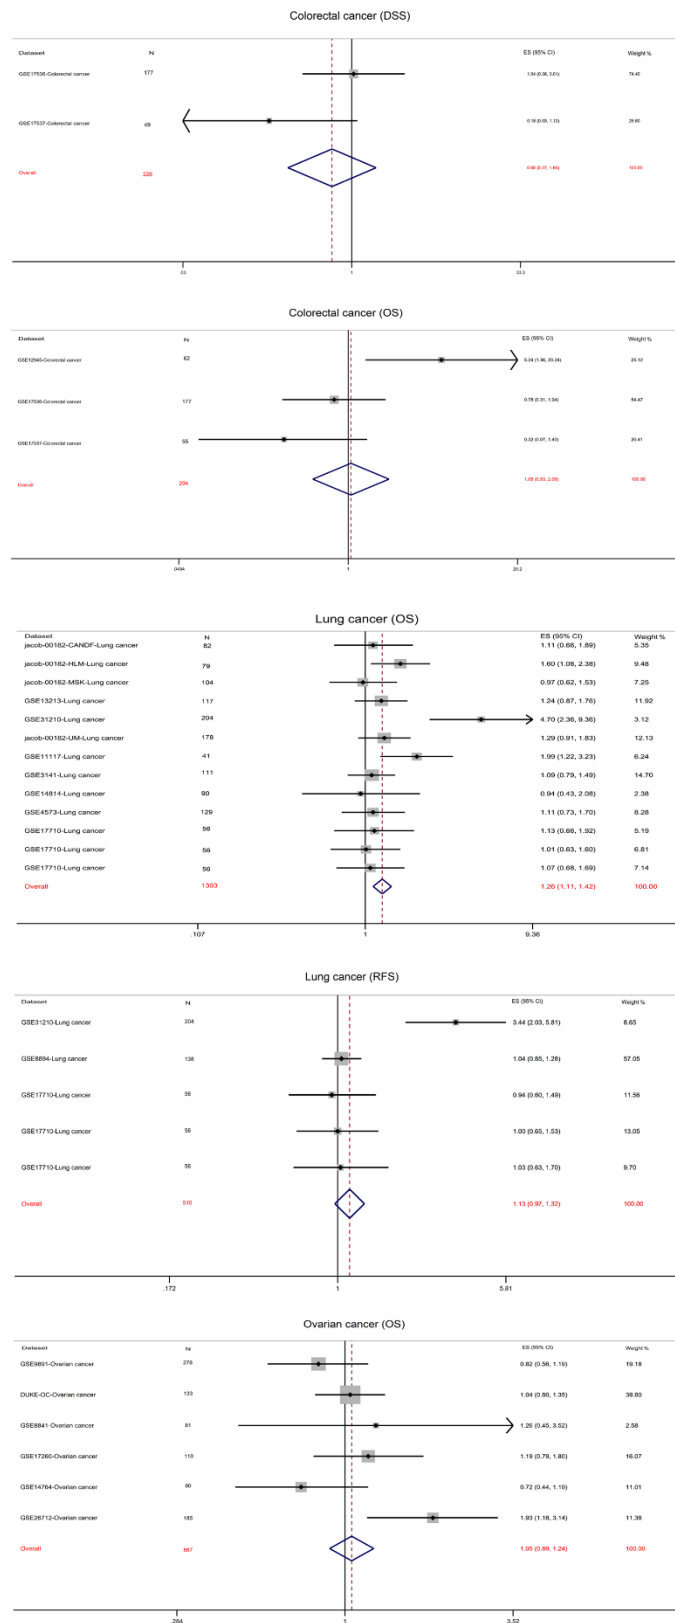 Colorectal cancer (DSS)
Dataset N ES (95% CI) Weight %
GSE17536-Colorectal cancer 177 1.04 (0.36, 3.01) 74.40
GSE17537-Colorectal cancer 49 0.18 (0.03, 1.12) 25.60
Overall 226 100.00
.03 1 33.3
Colorectal cancer (OS)
Dataset N ES (95% CI) Weight %
GSE12945-Colorectal cancer 62 5.24 (1.36, 20.24) 25.12
GSE17536-Colorectal cancer 177 54.47
GSE17537-Colorectal cancer 55 0.32 (0.07, 1.43) 20.41
Overall 294 100.00
.0494 1 20.2
Lung cancer (OS)
Dataset N ES (95% CI) Weight %
jacob-00182-CANDF-Lung cancer 82 1.11 (0.66, 1.89) 5.35
jacob-00182-HLM-Lung cancer 79 1.60 (1.08, 2.38) 9.48
jacob-00182-MSK-Lung cancer 104 0.97 (0.62, 1.53) 7.25
GSE13213-Lung cancer 117 1.24 (0.87, 1.76) 11.92
GSE31210-Lung cancer 204 4.70 (2.36, 9.36) 3.12
jacob-00182-UM-Lung cancer 178 1.29 (0.91, 1.83) 12.13
GSE11117-Lung cancer 41 1.99 (1.22, 3.23) 6.24
GSE3141-Lung cancer 111 1.09 (0.79, 1.49) 14.70
GSE14814-Lung cancer 90 0.94 (0.43, 2.08) 2.38
GSE4573-Lung cancer 129 1.11 (0.73, 1.70) 8.28
GSE17710-Lung cancer 56 1.13 (0.66, 1.92) 5.19
GSE17710-Lung cancer 56 1.01 (0.63, 1.60) 6.81
GSE17710-Lung cancer 56 1.07 (0.68, 1.69) 7.14
Overall 1303 1.26 (1.11, 1.42) 100.00
.107 1 9.36
Lung cancer (RFS)
Dataset N ES (95% CI) Weight %
GSE31210-Lung cancer 204 3.44 (2.03, 5.81) 8.65
GSE8894-Lung cancer 138 1.04 (0.85, 1.28) 57.05
GSE17710-Lung cancer 56 0.94 (0.60, 1.49) 11.56
GSE17710-Lung cancer 56 1.00 (0.65, 1.53) 13.05
GSE17710-Lung cancer 56 1.03 (0.63, 1.70) 9.70
Overall 510 1.13 (0.97, 1.32) 100.00
.172 1 5.81
Ovarian cancer (OS)
Dataset N ES (95% CI) Weight %
GSE9891-Ovarian cancer 278 0.82 (0.56, 1.19) 19.18
DUKE-OC-Ovarian cancer 133 1.04 (0.80, 1.35) 39.80
GSE8841-Ovarian cancer 81 1.26 (0.45, 3.52) 2.58
GSE17260-Ovarian cancer 110 1.19 (0.79, 1.80) 16.07
GSE14764-Ovarian cancer 80 0.72 (0.44, 1.19) 11.01
GSE26712-Ovarian cancer 185 1.93 (1.18, 3.14) 11.38
Overall 867 1.05 (0.89, 1.24) 100.00
.284 1 3.52